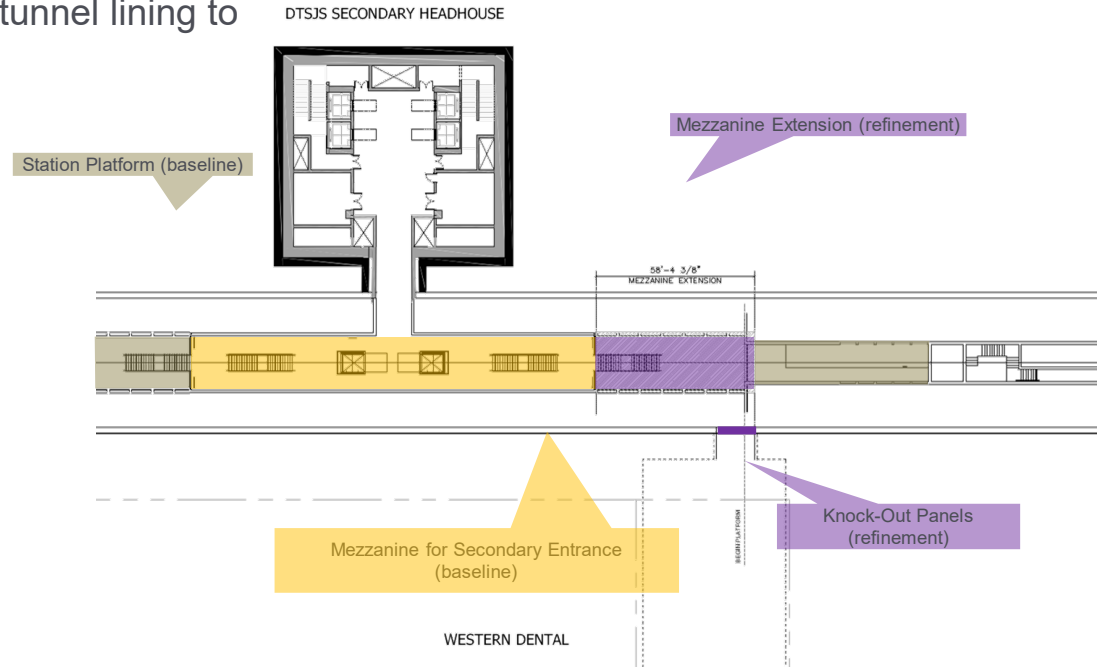 tunnel lining to
DTSJS SECONDARY HEADHOUSE
Mezzanine Extension (refinement)
Station Platform (baseline)
58'-4 3/8"
MEZZANINE EXTENSION
Knock-Out Panels
(refinement)
BEGIN PLATFORM
Mezzanine for Secondary Entrance
(baseline)
WESTERN DENTAL